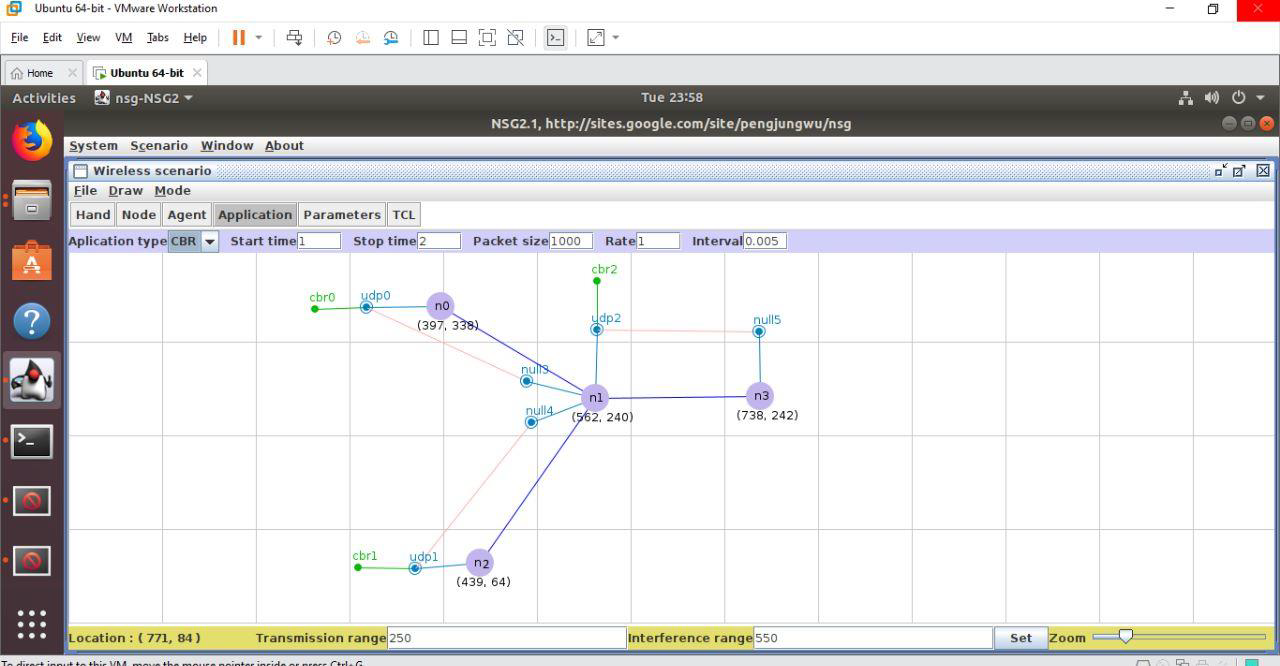 Ubuntu 64-bit - VMware Workstation
File Edit View VM Tabs Help
Home Ubuntu 64-bit
Activities nsg-NSG2 Tue 23:58
NSG2.1, http://sites.google.com/site/pengjungwu/nsg
System Scenario Window About
Wireless scenario
File Draw Mode
Hand Node Agent Application Parameters TCL
Aplication type CBR Start time 1 Stop time 2 Packet size 1000 Rate 1 Interval 0.005
cbr2
cbr0 udp0 n0
(397, 338)
udp2 null5
null3
n1 n3
null4 (562, 240) (738, 242)
cbr1 udp1 n2
(439, 64)
Location : ( 771, 84 ) Transmission range 250 Interference range 550 Set Zoom
To direct input to this VM, move the mouse pointer inside or press Ctrl+G.